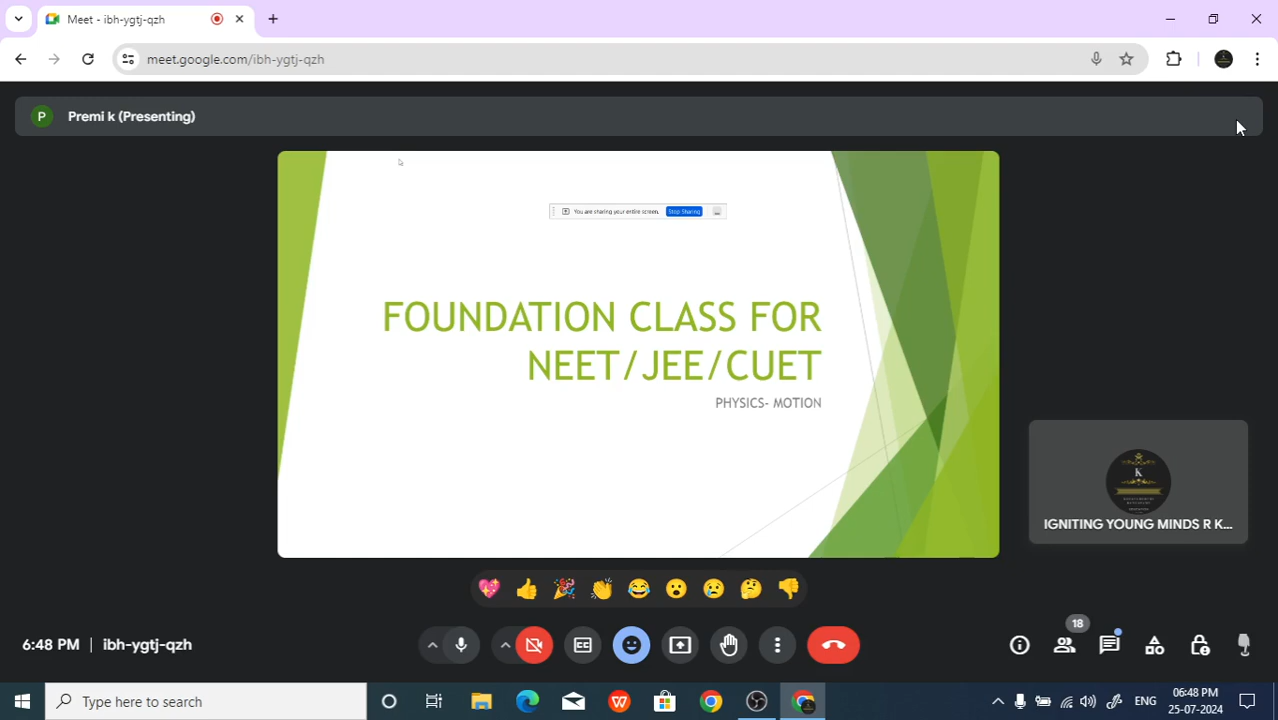 Meet - ibh-ygtj-qzh
meet.google.com/ibh-ygtj-qzh
P
Premi k (Presenting)
You are sharing your entire screen.
Stop Sharing
FOUNDATION CLASS FOR
NEET/JEE/CUET
PHYSICS- MOTION
K
IGNITING YOUNG MINDS R K...
18
6:48 PM
ibh-ygtj-qzh
Type here to search
ENG
06:48 PM
25-07-2024